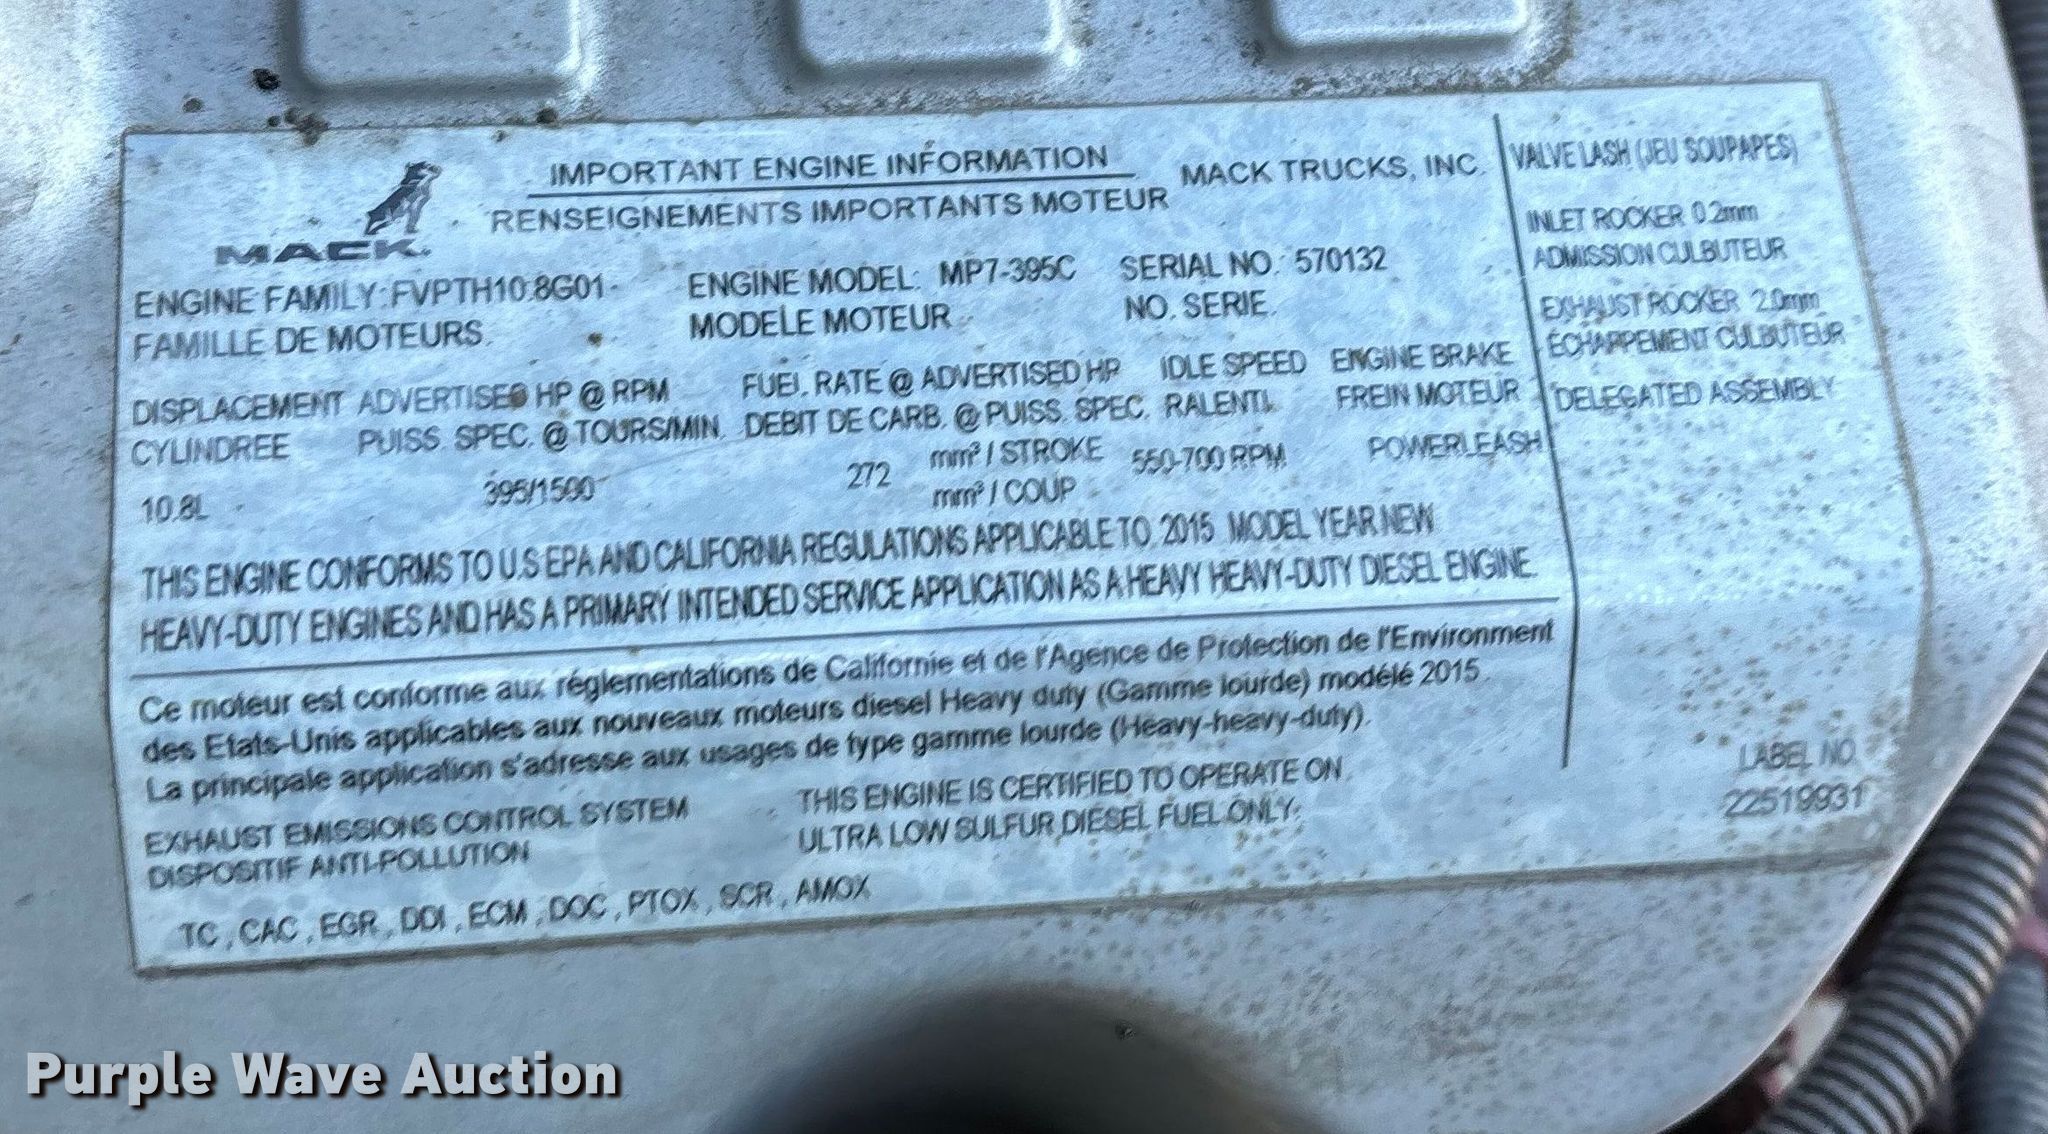 MACK
IMPORTANT ENGINE INFORMATION
RENSEIGNEMENTS IMPORTANTS MOTEUR
MACK TRUCKS, INC.
ENGINE FAMILY: FVPTH10.8G01
FAMILLE DE MOTEURS
ENGINE MODEL: MP7-395C
MODELE MOTEUR
SERIAL NO.: 570132
NO. SERIE.
DISPLACEMENT
CYLINDREE
10.8L
ADVERTISED HP @ RPM
PUISS. SPEC. @ TOURS/MIN.
395/1500
FUEL RATE @ ADVERTISED HP
DEBIT DE CARB. @ PUISS. SPEC.
272 mm³ / STROKE
mm³ / COUP
IDLE SPEED
RALENTI.
550-700 RPM
ENGINE BRAKE
FREIN MOTEUR
POWERLEASH
THIS ENGINE CONFORMS TO U.S EPA AND CALIFORNIA REGULATIONS APPLICABLE TO 2015 MODEL YEAR NEW
HEAVY-DUTY ENGINES AND HAS A PRIMARY INTENDED SERVICE APPLICATION AS A HEAVY HEAVY-DUTY DIESEL ENGINE.
Ce moteur est conforme aux réglementations de Californie et de l'Agence de Protection de l'Environment
des Etats-Unis applicables aux nouveaux moteurs diesel Heavy duty (Gamme lourde) modélé 2015.
La principale application s'adresse aux usages de type gamme lourde (Heavy-heavy-duty).
EXHAUST EMISSIONS CONTROL SYSTEM
DISPOSITIF ANTI-POLLUTION
THIS ENGINE IS CERTIFIED TO OPERATE ON
ULTRA LOW SULFUR DIESEL FUEL ONLY.
TC, CAC, EGR, DDI, ECM, DOC, PTOX, SCR, AMOX
VALVE LASH (JEU SOUPAPES)
INLET ROCKER 0.2mm
ADMISSION CULBUTEUR
EXHAUST ROCKER 2.0mm
ÉCHAPPEMENT CULBUTEUR
DELEGATED ASSEMBLY
LABEL NO.
22519931
Purple Wave Auction